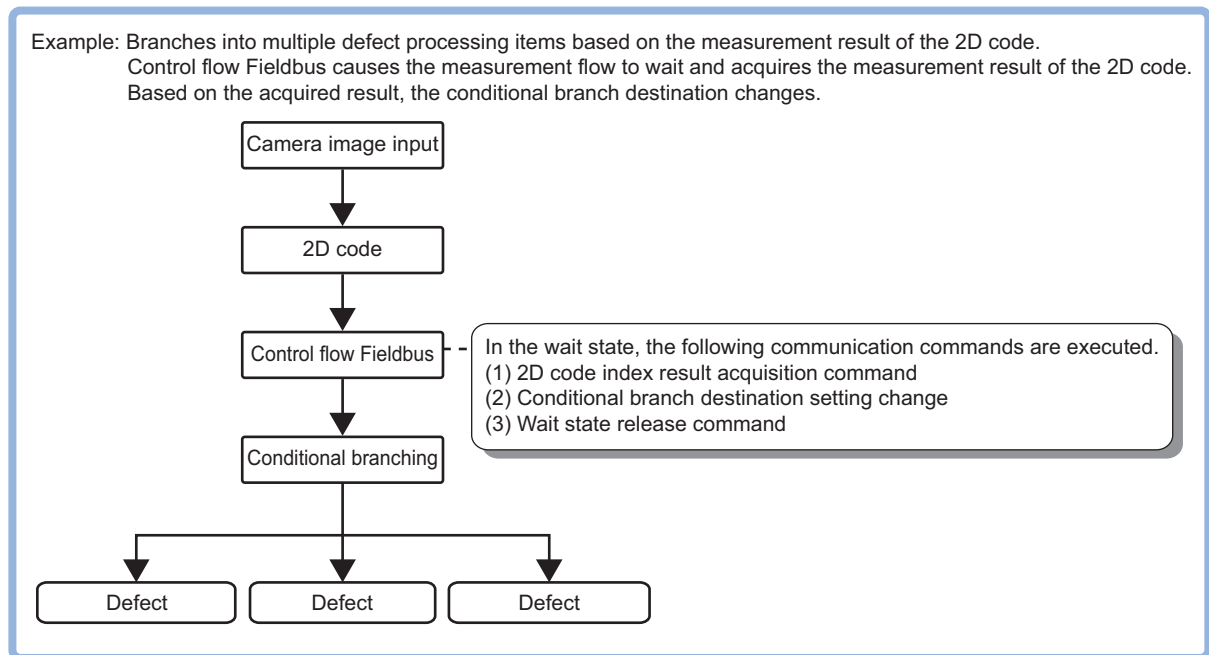 Example: Branches into multiple defect processing items based on the measurement result of the 2D code.
Control flow Fieldbus causes the measurement flow to wait and acquires the measurement result of the 2D code.
Based on the acquired result, the conditional branch destination changes.
Camera image input
2D code
Control flow Fieldbus
In the wait state, the following communication commands are executed.
(1) 2D code index result acquisition command
(2) Conditional branch destination setting change
(3) Wait state release command
Conditional branching
Defect
Defect
Defect